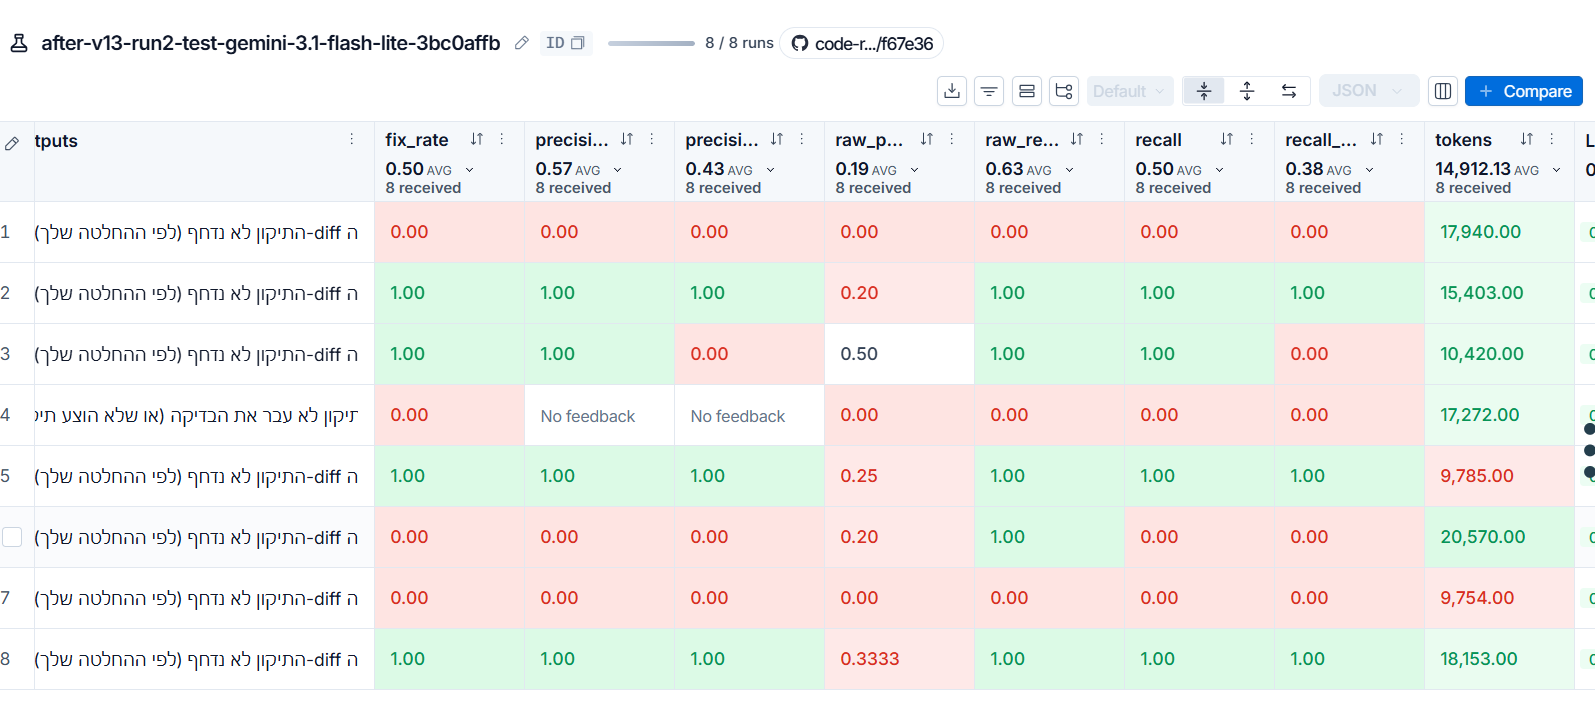 after-v13-run2-test-gemini-3.1-flash-lite-3bc0affb ID 8 / 8 runs code-r.../f67e36
Default JSON + Compare
tputs fix_rate precisi... precisi... raw_p... raw_re... recall recall_... tokens
0.50 AVG 0.57 AVG 0.43 AVG 0.19 AVG 0.63 AVG 0.50 AVG 0.38 AVG 14,912.13 AVG
8 received 8 received 8 received 8 received 8 received 8 received 8 received 8 received
1 ה diff-התיקון לא נדחף (לפי ההחלטה שלך) 0.00 0.00 0.00 0.00 0.00 0.00 0.00 17,940.00
2 ה diff-התיקון לא נדחף (לפי ההחלטה שלך) 1.00 1.00 1.00 0.20 1.00 1.00 1.00 15,403.00
3 ה diff-התיקון לא נדחף (לפי ההחלטה שלך) 1.00 1.00 0.00 0.50 1.00 1.00 0.00 10,420.00
4 תיקון לא עבר את הבדיקה (או שלא הוצע תיק 0.00 No feedback No feedback 0.00 0.00 0.00 0.00 17,272.00
5 ה diff-התיקון לא נדחף (לפי ההחלטה שלך) 1.00 1.00 1.00 0.25 1.00 1.00 1.00 9,785.00
ה diff-התיקון לא נדחף (לפי ההחלטה שלך) 0.00 0.00 0.00 0.20 1.00 0.00 0.00 20,570.00
7 ה diff-התיקון לא נדחף (לפי ההחלטה שלך) 0.00 0.00 0.00 0.00 0.00 0.00 0.00 9,754.00
8 ה diff-התיקון לא נדחף (לפי ההחלטה שלך) 1.00 1.00 1.00 0.3333 1.00 1.00 1.00 18,153.00